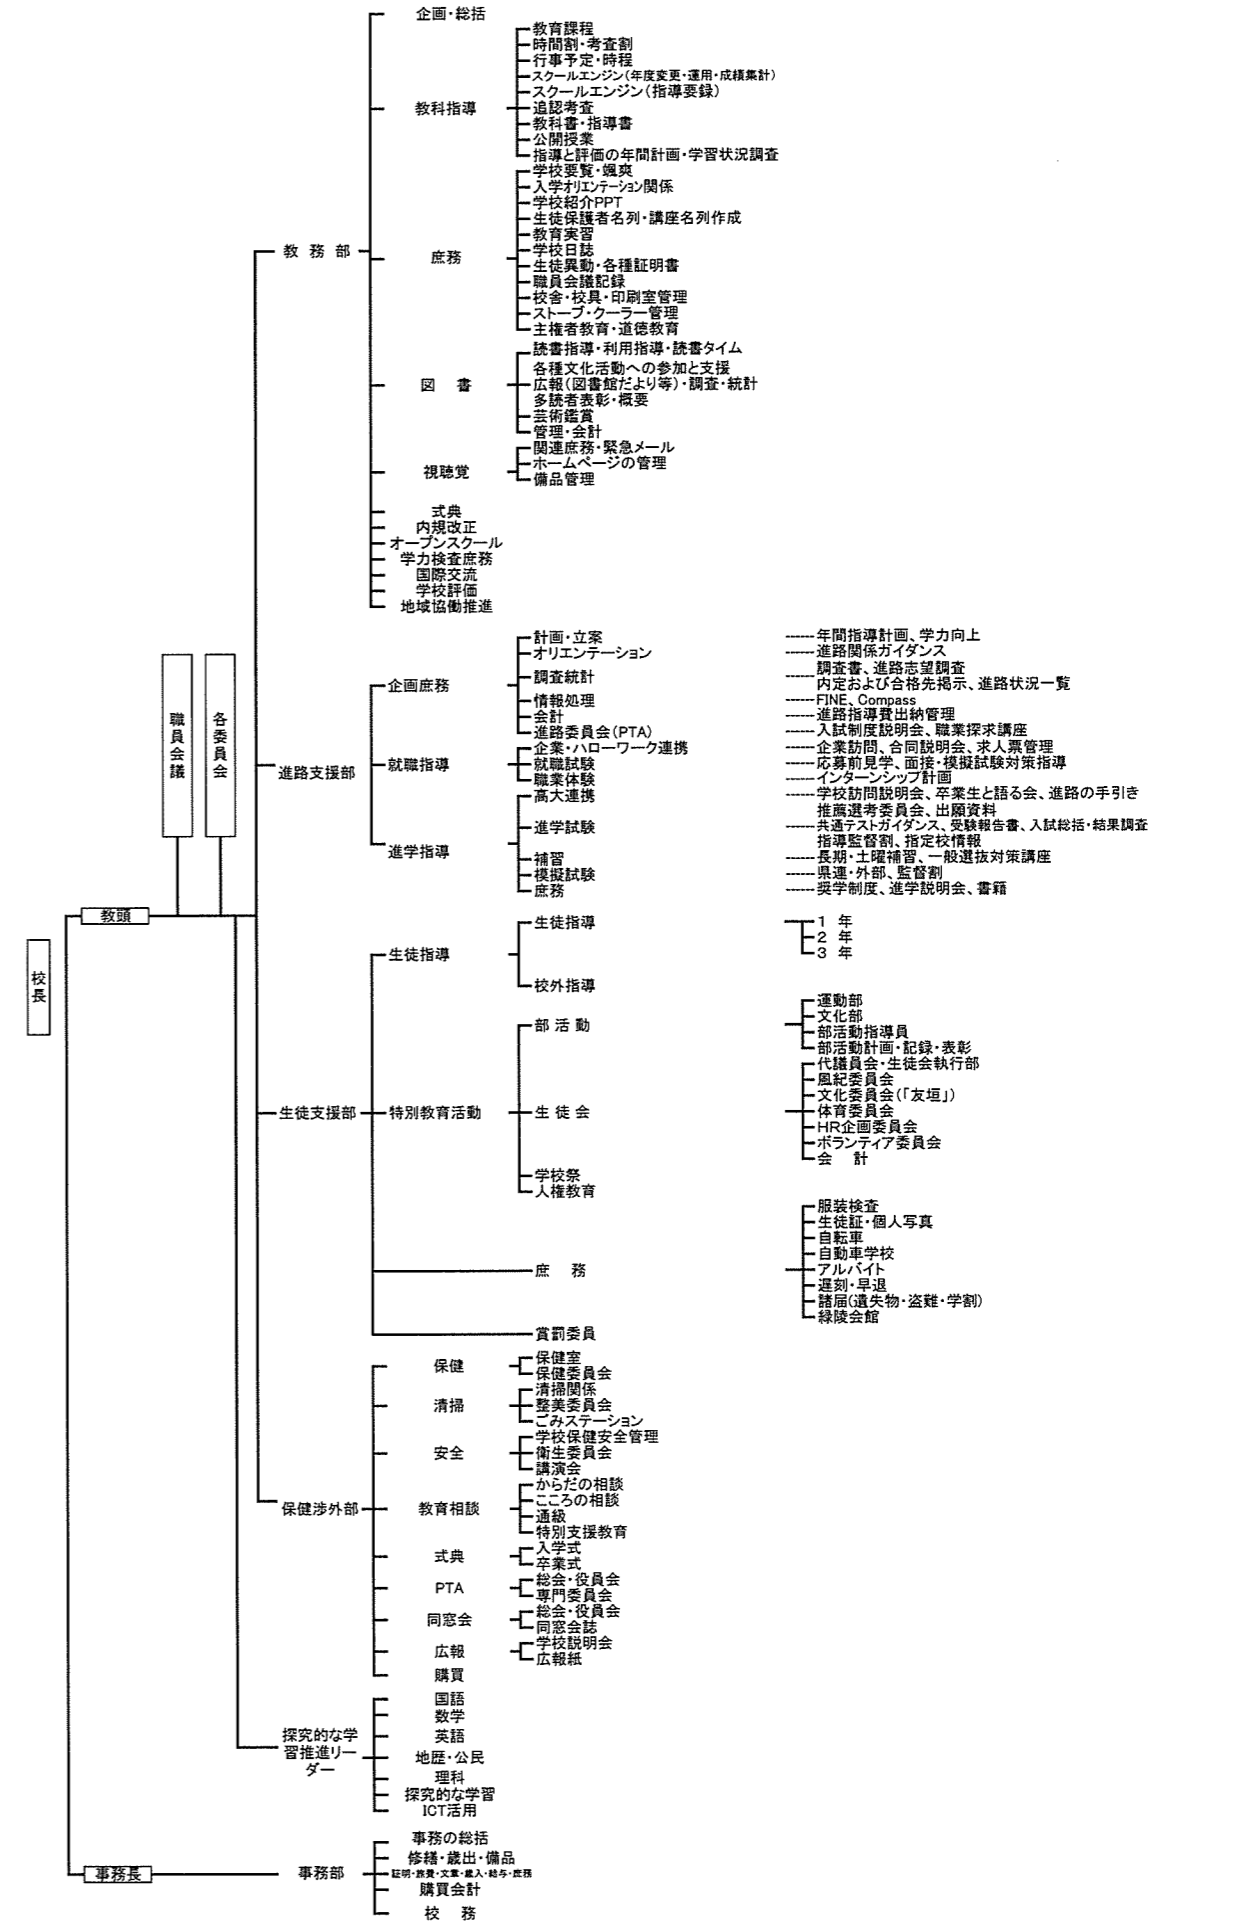 企画・総括
教育課程
時間割・考査割
行事予定・時程
スクールエンジン(年度変更・運用・成績集計)
スクールエンジン(指導要録)
教科指導
追認考査
教科書・指導書
公開授業
指導と評価の年間計画・学習状況調査
学校要覧・颯爽
入学オリエンテーション関係
学校紹介PPT
生徒保護者名列・講座名列作成
教育実習
教 務 部
庶務
学校日誌
生徒異動・各種証明書
職員会議記録
校舎・校具・印刷室管理
ストーブ・クーラー管理
主権者教育・道徳教育
読書指導・利用指導・読書タイム
各種文化活動への参加と支援
図 書
広報(図書館だより等)・調査・統計
多読者表彰・概要
芸術鑑賞
管理・会計
関連庶務・緊急メール
視聴覚
ホームページの管理
備品管理
式典
内規改正
オープンスクール
学力検査庶務
国際交流
学校評価
地域協働推進
計画・立案
年間指導計画、学力向上
オリエンテーション
進路関係ガイダンス
企画庶務
調査統計
調査書、進路志望調査
内定および合格先掲示、進路状況一覧
情報処理
FINE、Compass
会計
進路指導費出納管理
進路委員会(PTA)
入試制度説明会、職業探求講座
職員会議
各委員会
進路支援部
就職指導
企業・ハローワーク連携
企業訪問、合同説明会、求人票管理
就職試験
応募前見学、面接・模擬試験対策指導
職業体験
インターンシップ計画
高大連携
学校訪問説明会、卒業生と語る会、進路の手引き
進学指導
進学試験
推薦選考委員会、出願資料
共通テストガイダンス、受験報告書、入試総括・結果調査
指導監督割、指定校情報
補習
長期・土曜補習、一般選抜対策講座
模擬試験
県連・外部、監督割
庶務
奨学制度、進学説明会、書籍
教頭
校長
生徒指導
生徒指導
1 年
2 年
3 年
校外指導
部 活 動
運動部
文化部
部活動指導員
部活動計画・記録・表彰
生徒支援部
特別教育活動
生 徒 会
代議員会・生徒会執行部
風紀委員会
文化委員会(「友垣」)
体育委員会
HR企画委員会
ボランティア委員会
会 計
学校祭
人権教育
庶 務
服装検査
生徒証・個人写真
自転車
自動車学校
アルバイト
遅刻・早退
諸届(遺失物・盗難・学割)
緑陵会館
賞罰委員
保健
保健室
保健委員会
清掃
清掃関係
整美委員会
ごみステーション
安全
学校保健安全管理
衛生委員会
講演会
保健渉外部
教育相談
からだの相談
こころの相談
通級
特別支援教育
式典
入学式
卒業式
PTA
総会・役員会
専門委員会
同窓会
総会・役員会
同窓会誌
広報
学校説明会
広報紙
購買
探究的な学
習推進リー
ダー
国語
数学
英語
地歴・公民
理科
探究的な学習
ICT活用
事務長
事務部
事務の総括
修繕・歳出・備品
証明・旅費・文書・歳入・給与・庶務
購買会計
校 務